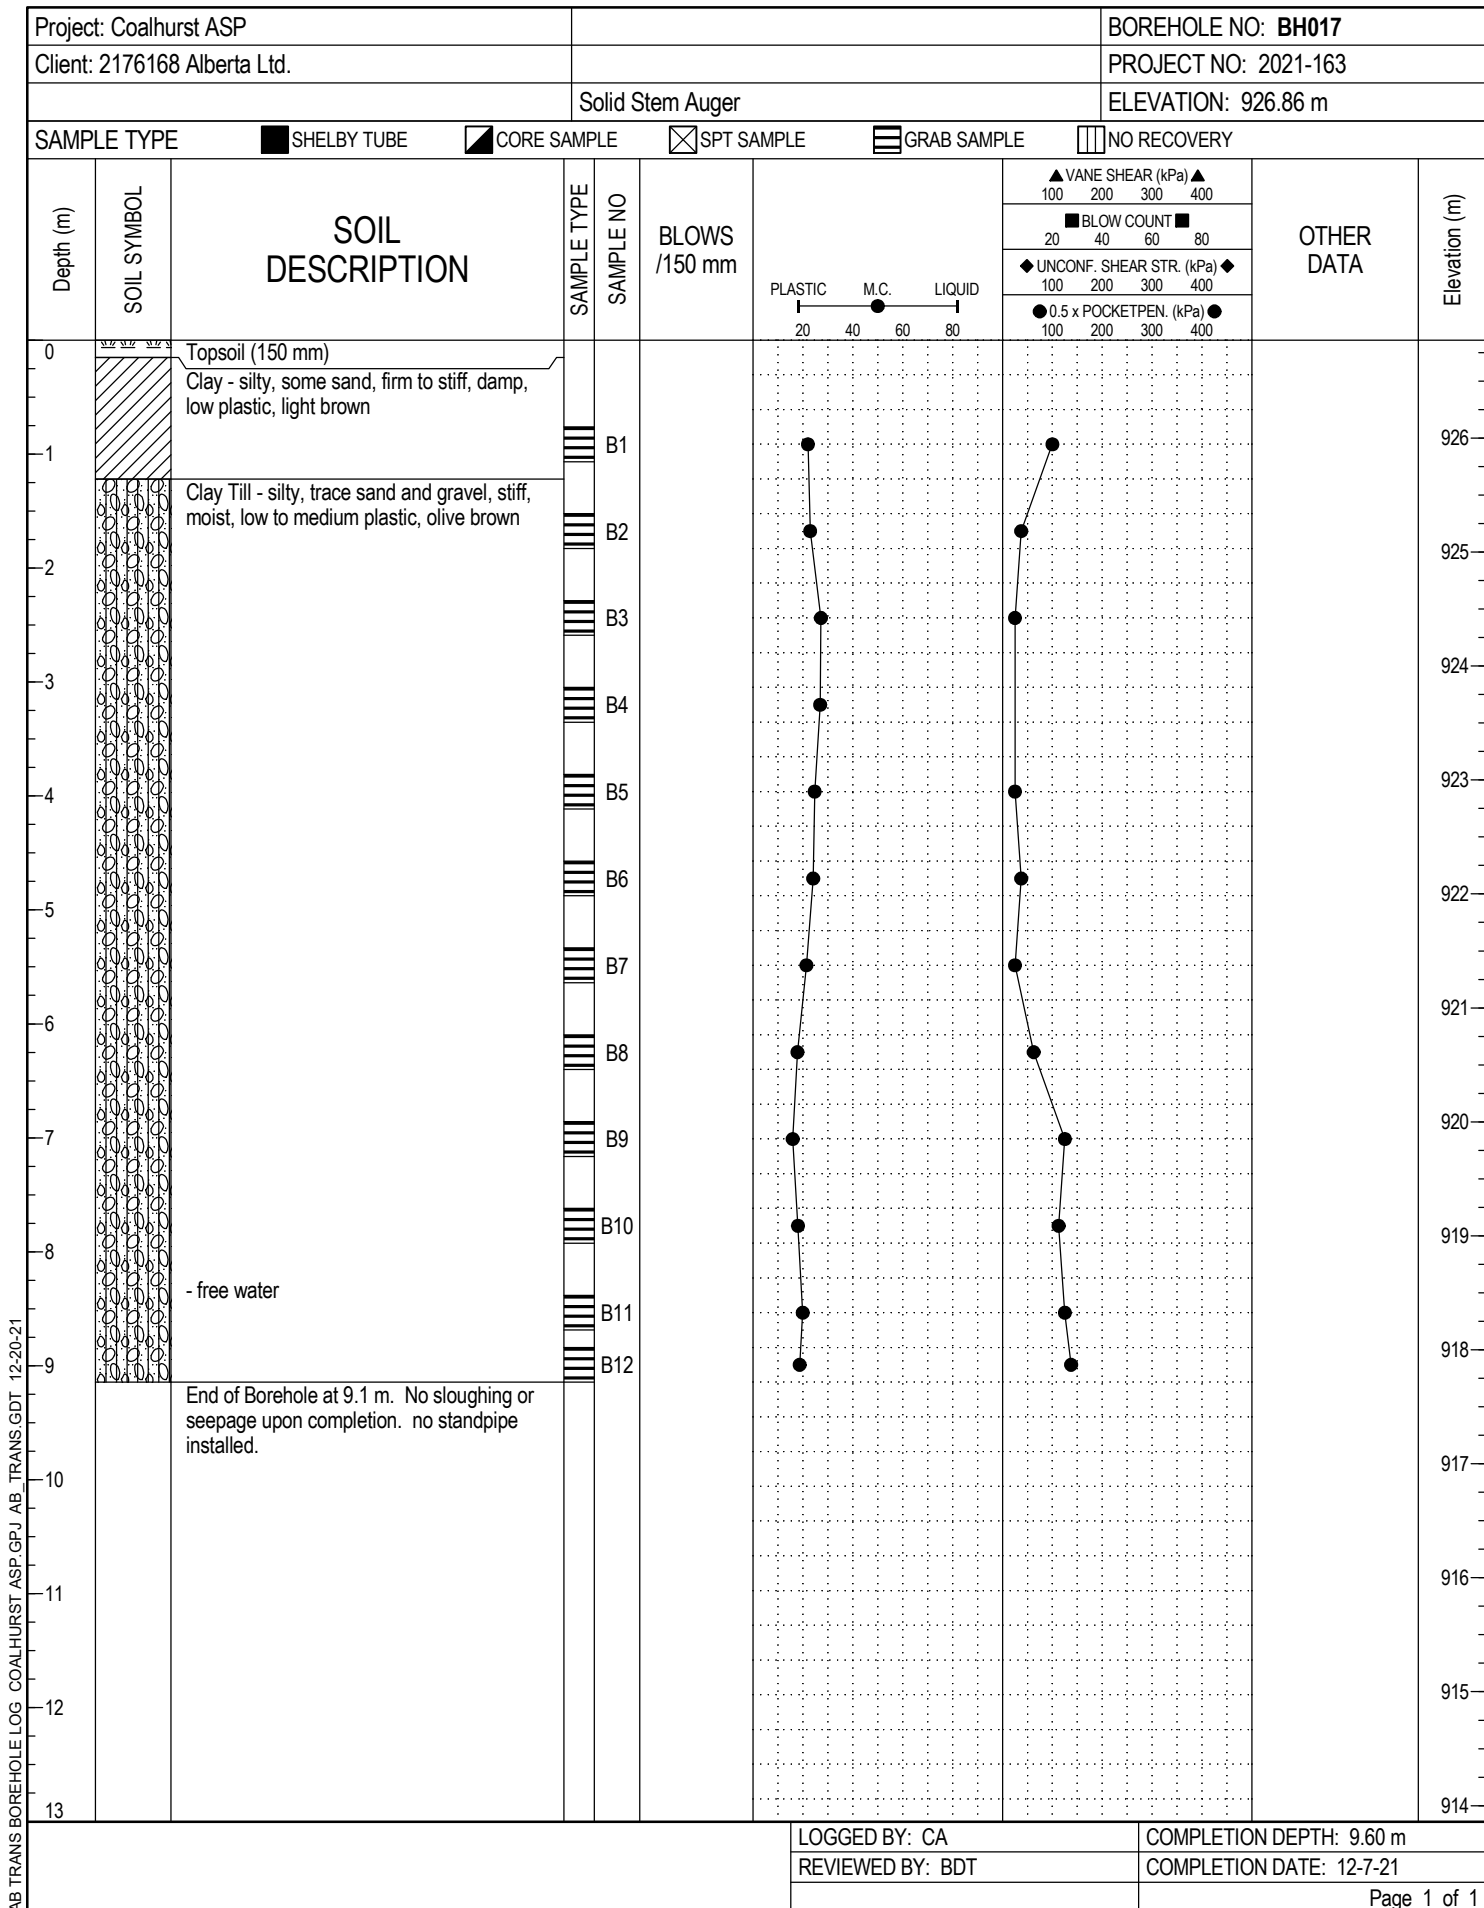 Project: Coalhurst ASP
BOREHOLE NO: BH017
Client: 2176168 Alberta Ltd.
PROJECT NO: 2021-163
Solid Stem Auger
ELEVATION: 926.86 m
SAMPLE TYPE
SHELBY TUBE
CORE SAMPLE
SPT SAMPLE
GRAB SAMPLE
NO RECOVERY
Depth (m)
SOIL SYMBOL
SOIL
DESCRIPTION
SAMPLE TYPE
SAMPLE NO
BLOWS
/150 mm
PLASTIC M.C. LIQUID
20 40 60 80
VANE SHEAR (kPa)
100 200 300 400
BLOW COUNT
20 40 60 80
UNCONF. SHEAR STR. (kPa)
100 200 300 400
0.5 x POCKETPEN. (kPa)
100 200 300 400
OTHER
DATA
Elevation (m)
0
Topsoil (150 mm)
Clay - silty, some sand, firm to stiff, damp,
low plastic, light brown
B1
926
1
Clay Till - silty, trace sand and gravel, stiff,
moist, low to medium plastic, olive brown
B2
925
2
B3
924
3
B4
923
4
B5
B6
922
5
B7
921
6
B8
920
7
B9
B10
919
8
- free water
B11
918
9
B12
End of Borehole at 9.1 m. No sloughing or
seepage upon completion. no standpipe
installed.
917
10
916
11
915
12
914
13
AB TRANS BOREHOLE LOG COALHURST ASP.GPJ AB_TRANS.GDT 12-20-21
LOGGED BY: CA
COMPLETION DEPTH: 9.60 m
REVIEWED BY: BDT
COMPLETION DATE: 12-7-21
Page 1 of 1